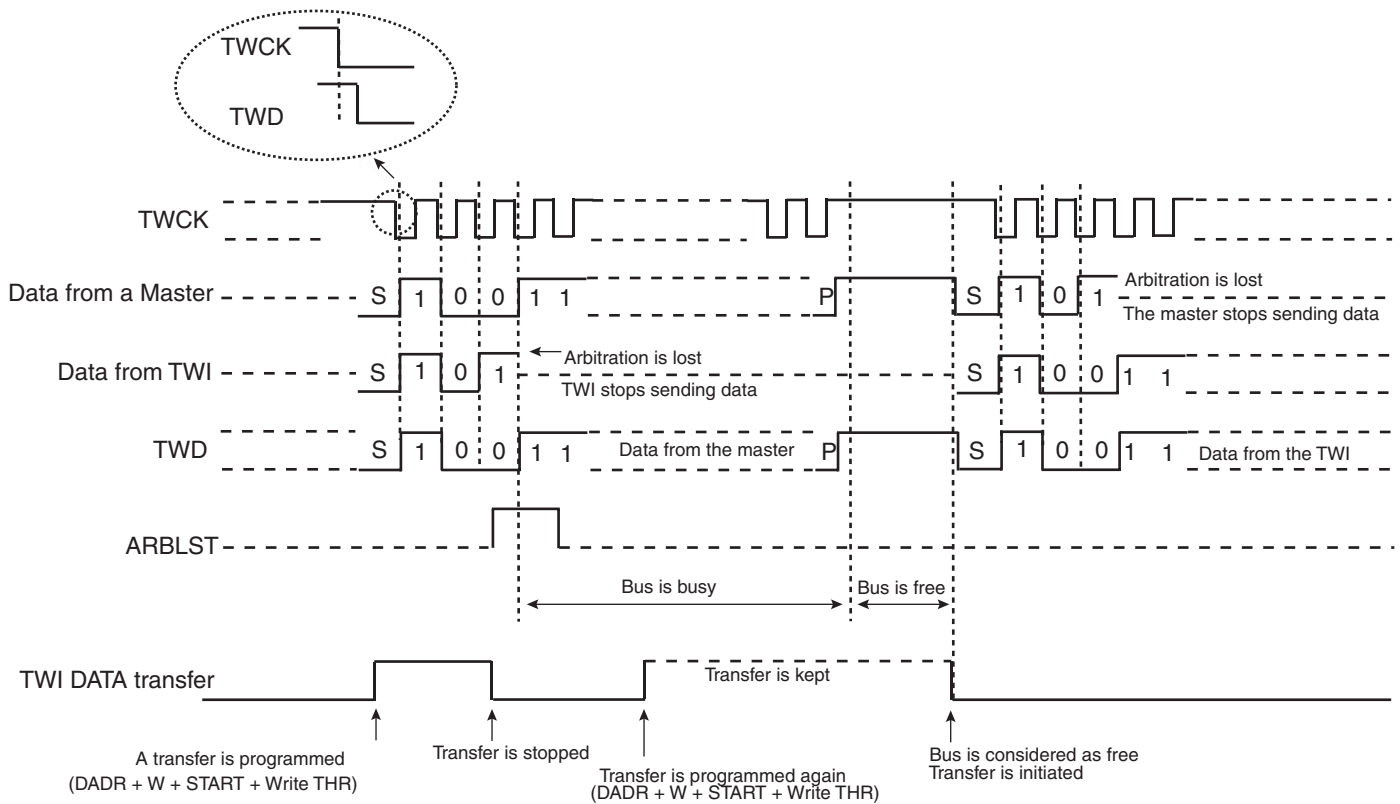 TWCK
TWD
TWCK
Data from a Master S 1 0 0 1 1 P S 1 0 1 Arbitration is lost
The master stops sending data
Data from TWI S 1 0 1 Arbitration is lost S 1 0 0 1 1
TWI stops sending data
TWD S 1 0 0 1 1 Data from the master P S 1 0 0 1 1 Data from the TWI
ARBLST
Bus is busy Bus is free
TWI DATA transfer Transfer is kept
A transfer is programmed
(DADR + W + START + Write THR)
Transfer is stopped
Transfer is programmed again
(DADR + W + START + Write THR)
Bus is considered as free
Transfer is initiated